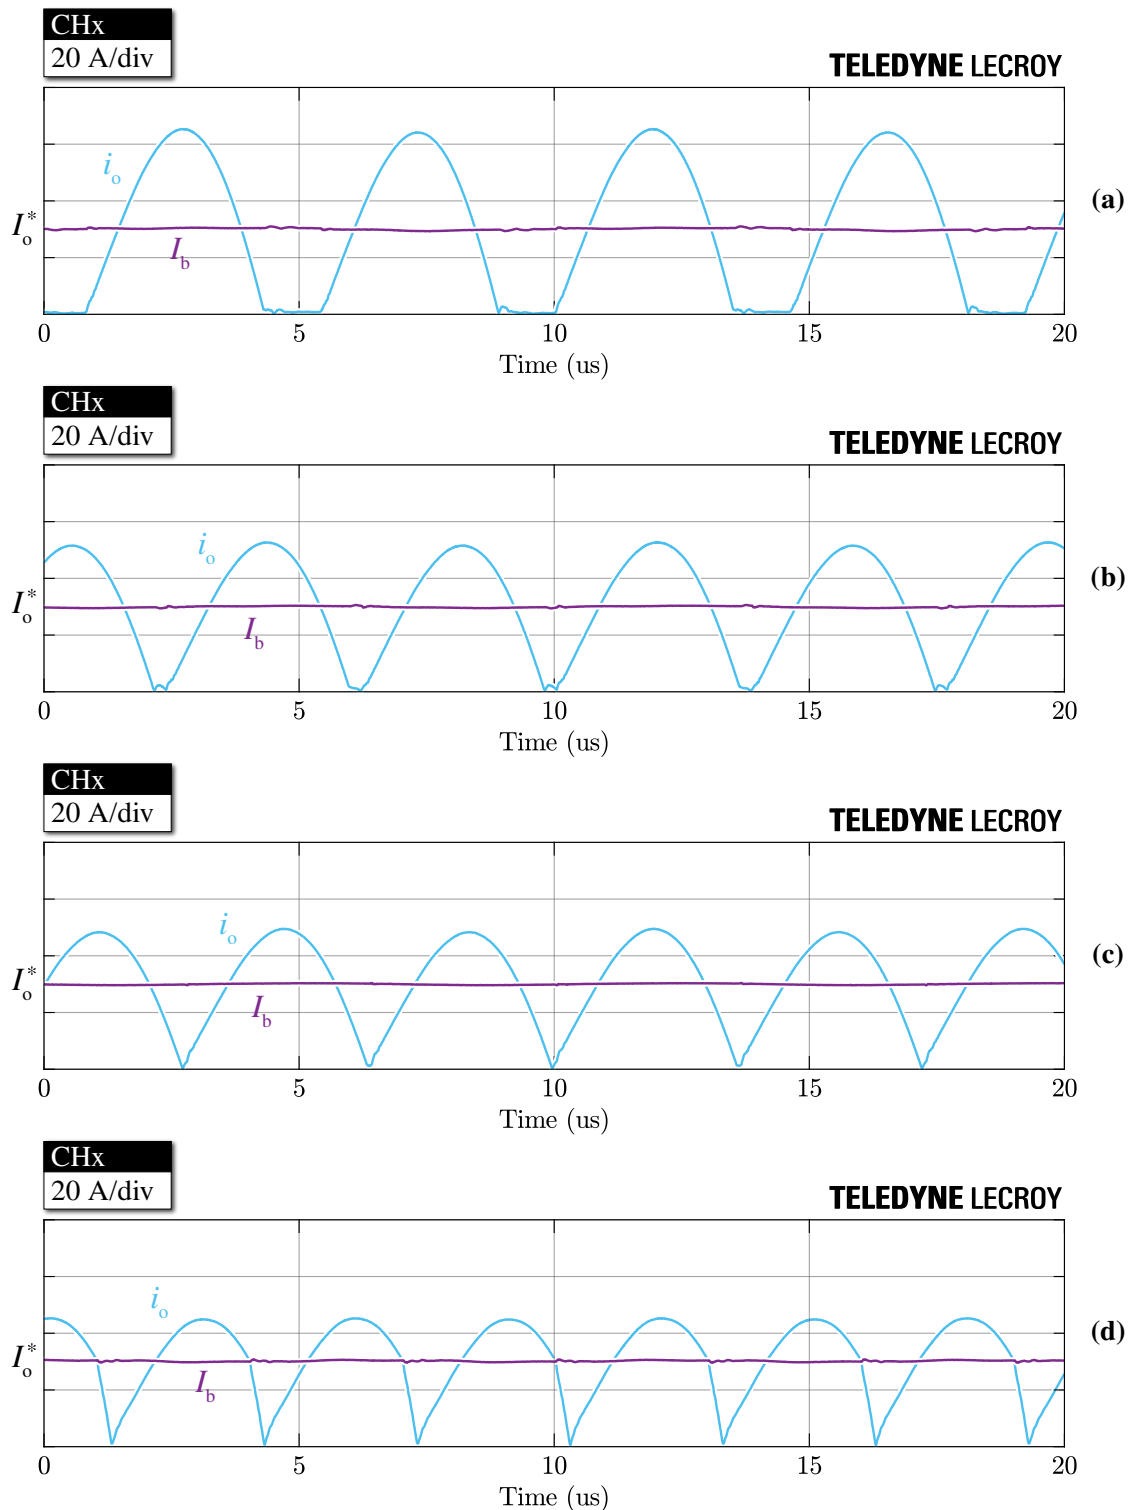 CHx
20 A/div
TELEDYNE LECROY
i_o
I_o^*
I_b
(a)
0 5 10 15 20
Time (us)
CHx
20 A/div
TELEDYNE LECROY
i_o
I_o^*
I_b
(b)
0 5 10 15 20
Time (us)
CHx
20 A/div
TELEDYNE LECROY
i_o
I_o^*
I_b
(c)
0 5 10 15 20
Time (us)
CHx
20 A/div
TELEDYNE LECROY
i_o
I_o^*
I_b
(d)
0 5 10 15 20
Time (us)